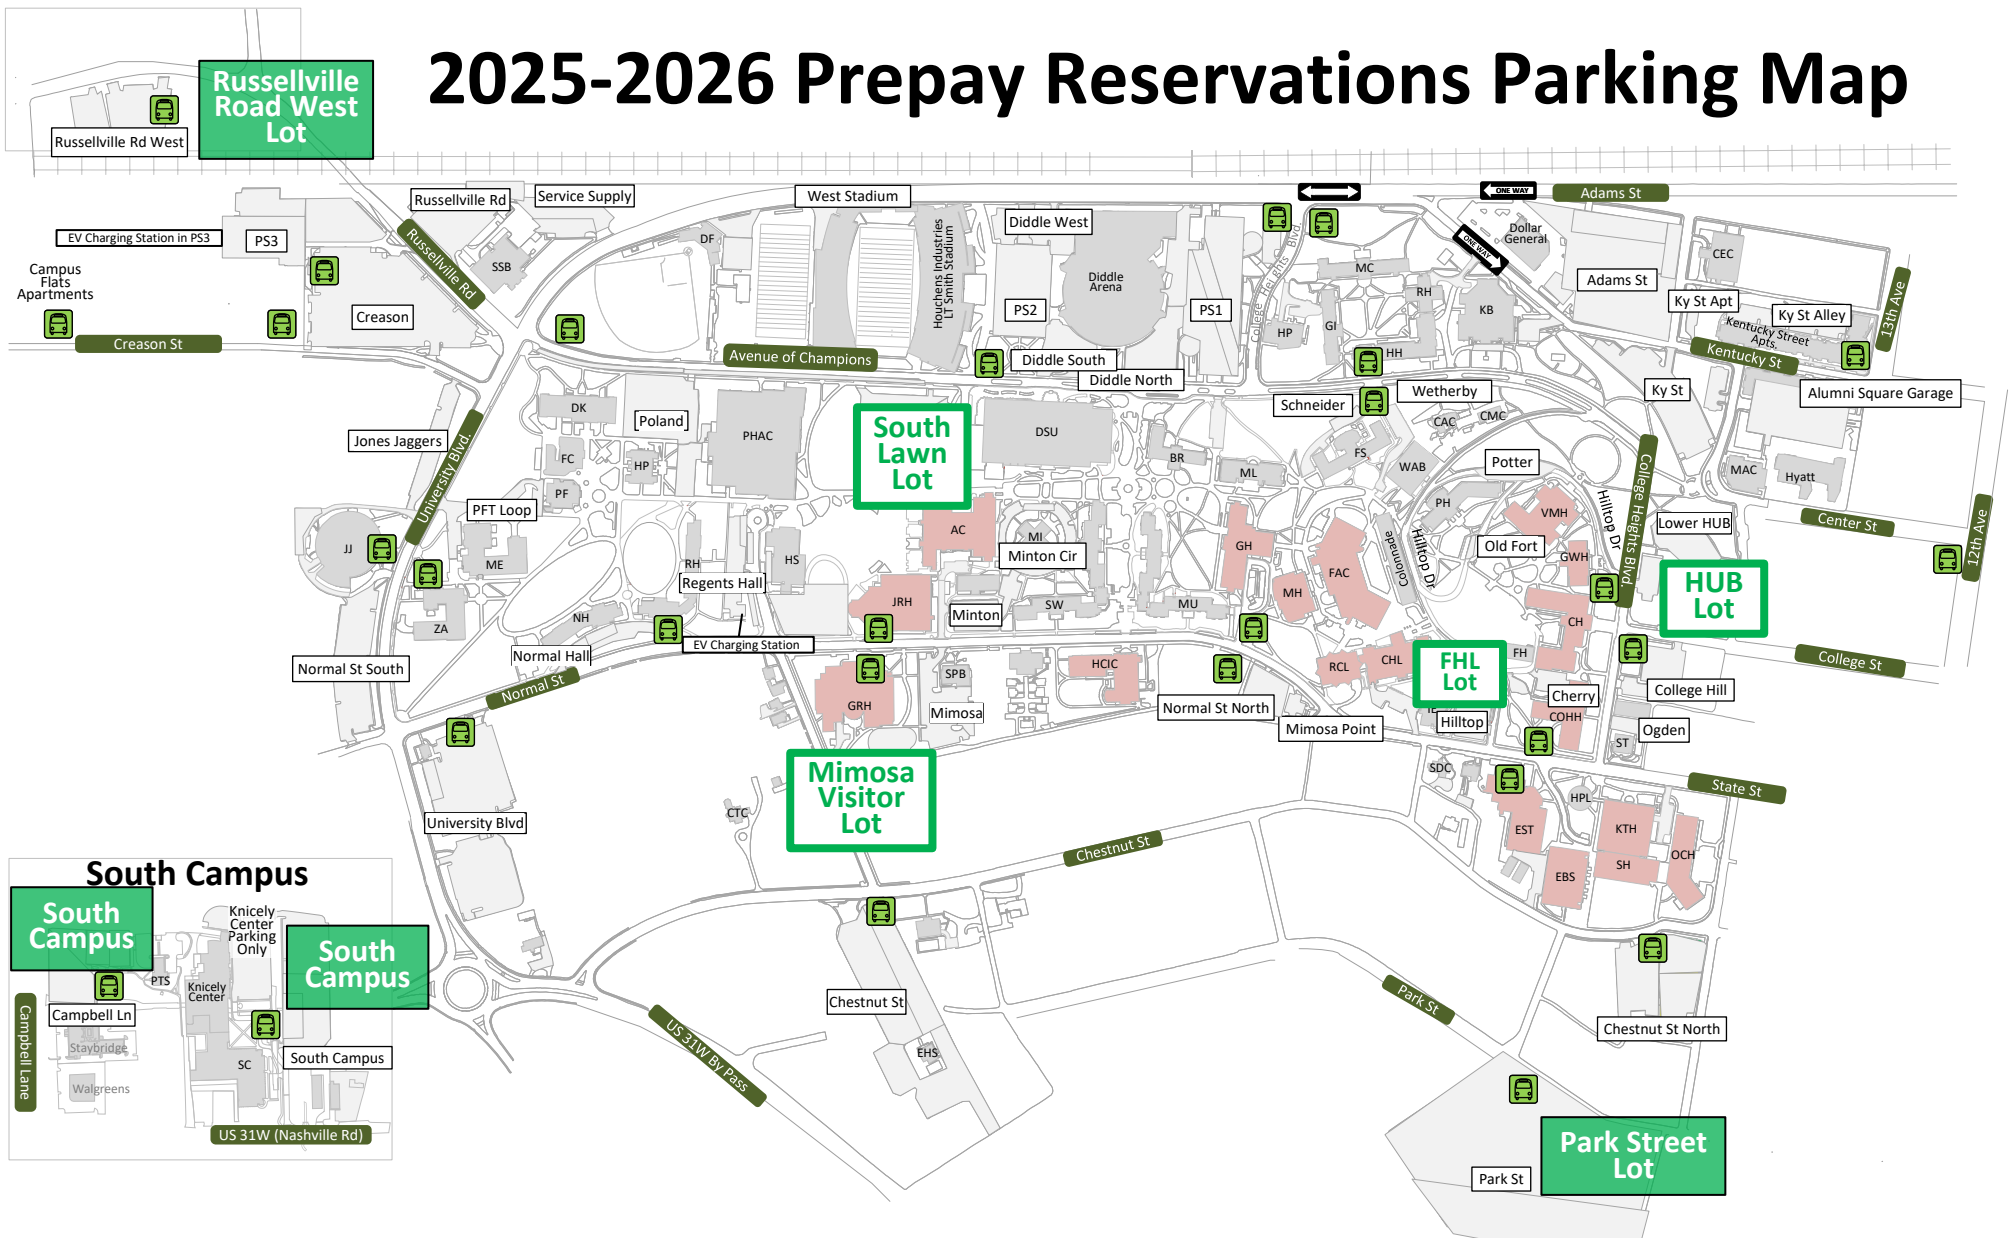 2025-2026 Prepay Reservations Parking Map
Russellville
Road West
Lot
Russellville Rd West
Russellville Rd
Service Supply
West Stadium
ONE WAY
Adams St
EV Charging Station in PS3
PS3
Campus
Flats
Apartments
Russellville Rd
SSB
DF
Houchens Industries
LT Smith Stadium
Diddle West
Diddle
Arena
PS2
PS1
College Heights Blvd.
HP
GI
MC
RH
HH
KB
ONE WAY
Dollar
General
Adams St
CEC
Ky St Apt
Ky St Alley
Kentucky Street
Apts.
13th Ave
Kentucky St
Creason
Creason St
Avenue of Champions
Diddle South
Diddle North
Schneider
Wetherby
Ky St
Alumni Square Garage
Jones Jaggers
University Blvd.
DK
Poland
PHAC
FC
HP
PF
PFT Loop
South
Lawn
Lot
DSU
BR
ML
FS
CAC
CMC
WAB
Potter
PH
MAC
Hyatt
College Heights Blvd.
Hilltop Dr
VMH
Lower HUB
Center St
12th Ave
JJ
ME
RH
Regents Hall
HS
AC
MI
Minton Cir
GH
FAC
Colonnade
Hilltop Dr
Old Fort
GWH
HUB
Lot
ZA
NH
JRH
Minton
SW
MU
MH
CH
Normal St South
Normal Hall
EV Charging Station
Normal St
GRH
SPB
Mimosa
HCIC
Normal St North
RCL
CHL
FHL
Lot
FH
Hilltop
Cherry
COHH
College St
College Hill
Ogden
ST
Mimosa Point
Mimosa
Visitor
Lot
CTC
University Blvd
SDC
HPL
State St
EST
KTH
SH
OCH
EBS
Chestnut St
South Campus
South
Campus
Knicely
Center
Parking
Only
South
Campus
PTS
Knicely
Center
Campbell Ln
Campbell Lane
Staybridge
Walgreens
SC
South Campus
US 31W (Nashville Rd)
US 31W By Pass
Chestnut St
EHS
Park St
Chestnut St North
Park St
Park Street
Lot